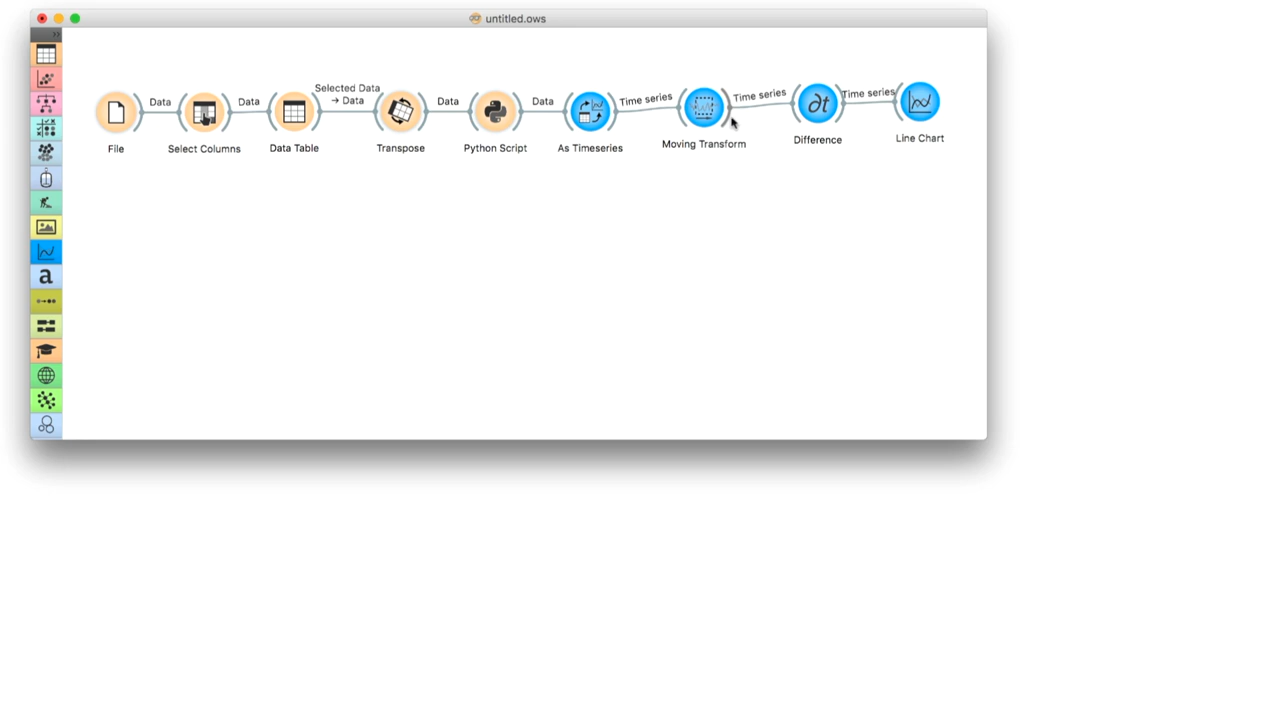 untitled.ows
Data
Data
Selected Data
→ Data
Data
Data
Time series
Time series
Time series
File
Select Columns
Data Table
Transpose
Python Script
As Timeseries
Moving Transform
Difference
Line Chart
a